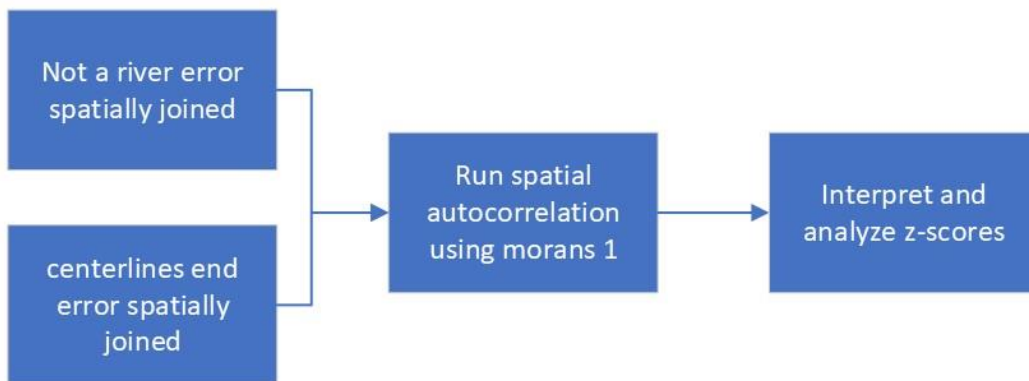 Not a river error
spatially joined
centerlines end
error spatially
joined
Run spatial
autocorrelation
using morans 1
Interpret and
analyze z-scores